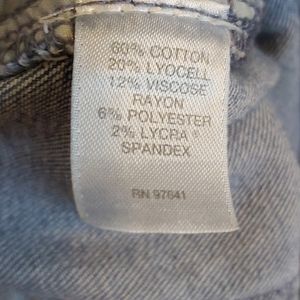 60% COTTON
20% LYOCELL
12% VISCOSE
RAYON
6% POLYESTER
2% LYCRA ®
SPANDEX
RN 97641